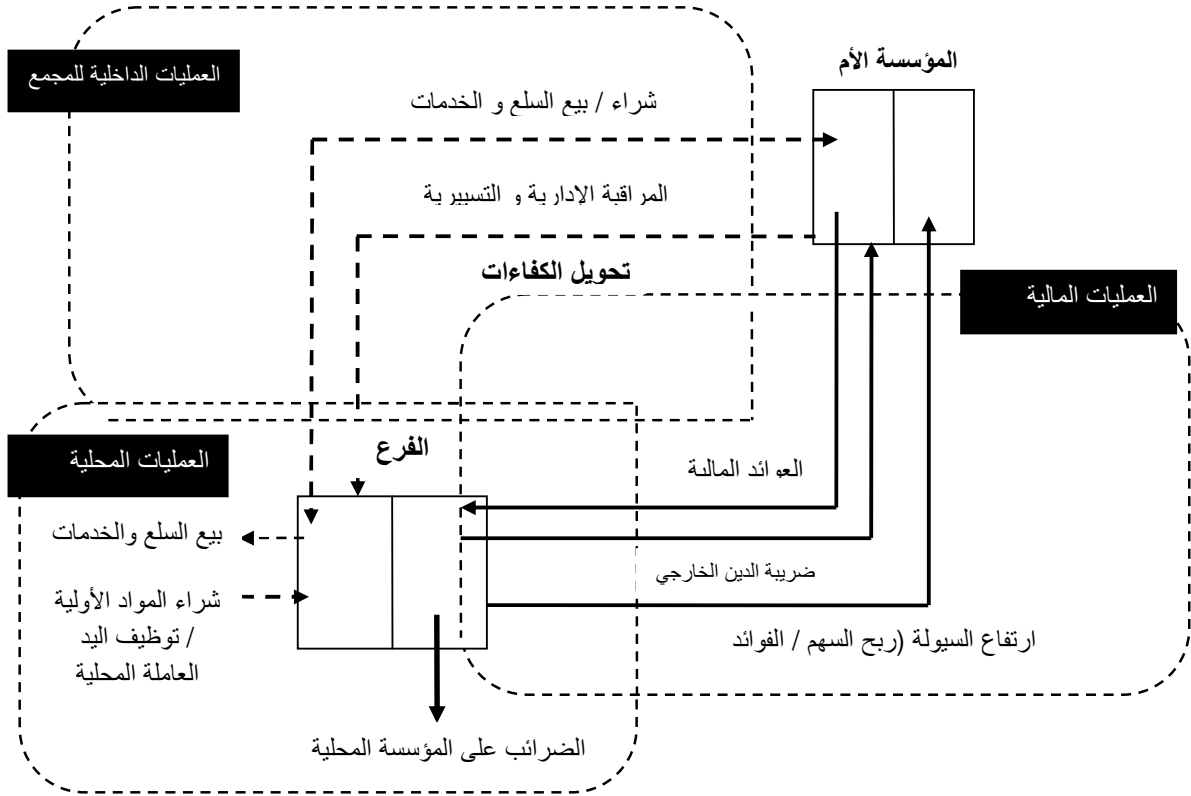 المؤسسة الأم
العمليات الداخلية للمجمع
شراء / بيع السلع و الخدمات
المراقبة الإدارية و التسييرية
تحويل الكفاءات
العمليات المالية
الفرع
العمليات المحلية
العوائد المالية
بيع السلع والخدمات
ضريبة الدين الخارجي
شراء المواد الأولية
/ توظيف اليد
العاملة المحلية
ارتفاع السيولة (ربح السهم / الفوائد
الضرائب على المؤسسة المحلية